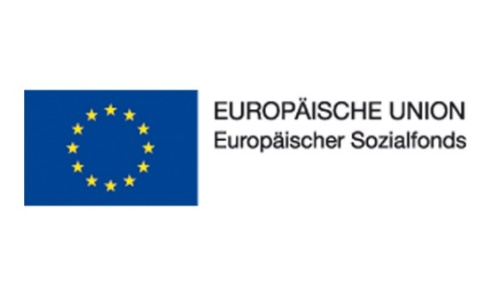 EUROPÄISCHE UNION
Europäischer Sozialfonds